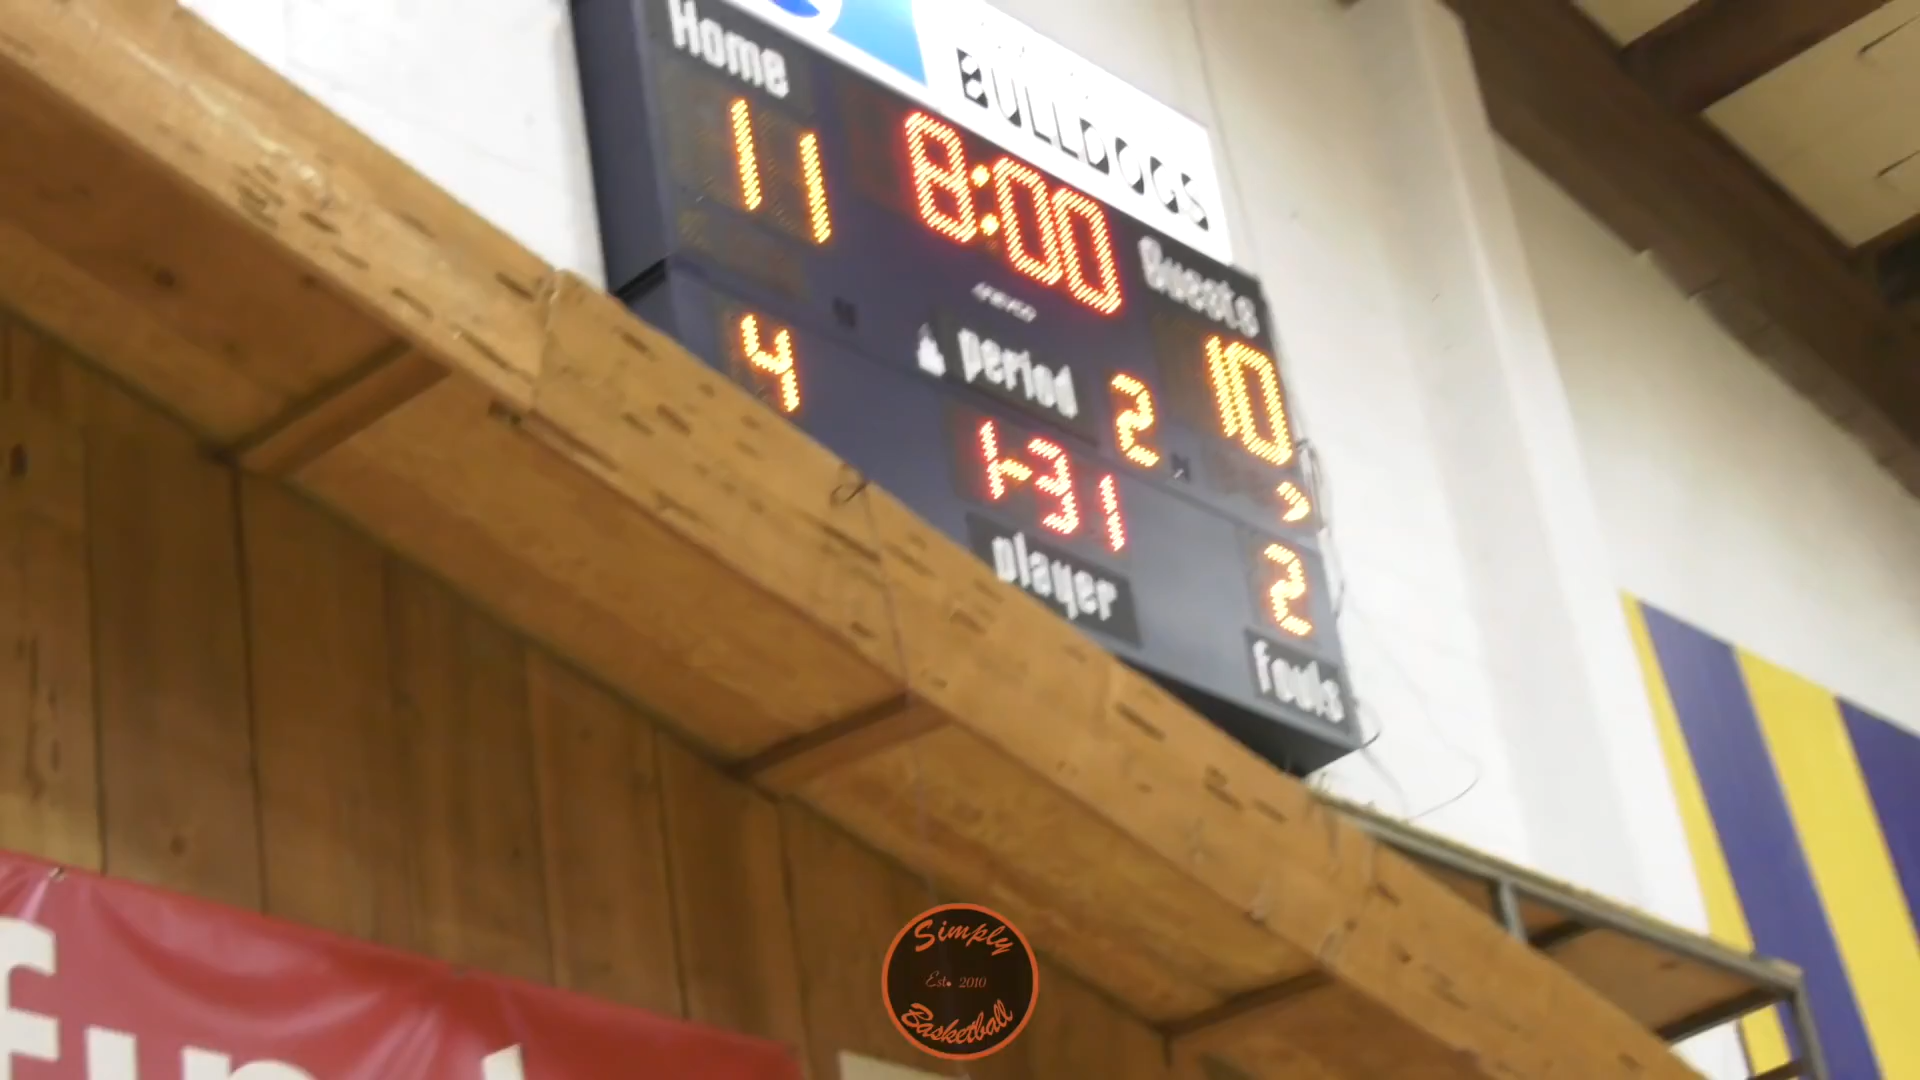 BULLDOGS
Home
8:00
Guests
11
10
period 2
4
1-31
2
player
fouls
fu
Simply
Est. 2010
Basketball